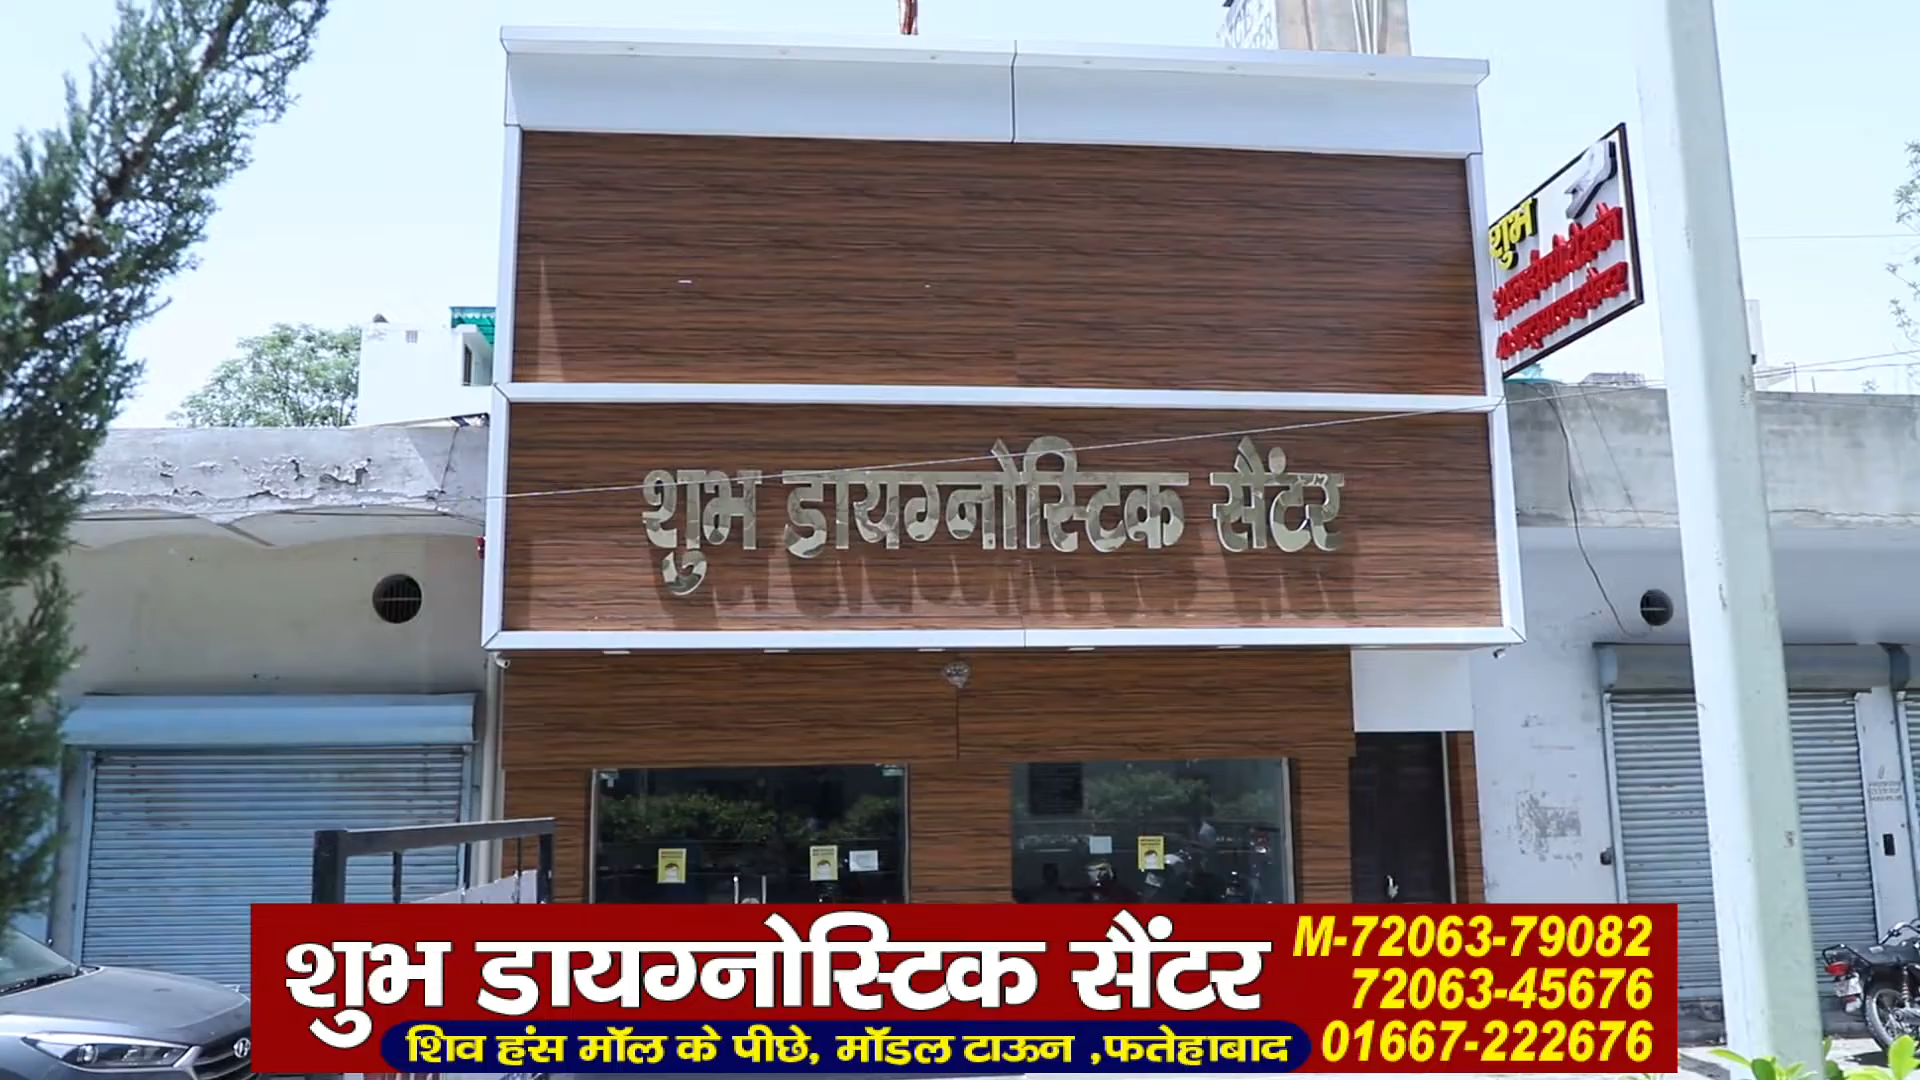 शुभ
शुभ डायग्नोस्टिक सैंटर
शुभ डायग्नोस्टिक सैंटर
M-72063-79082
72063-45676
शिव हंस मॉल के पीछे, मॉडल टाऊन ,फतेहाबाद
01667-222676